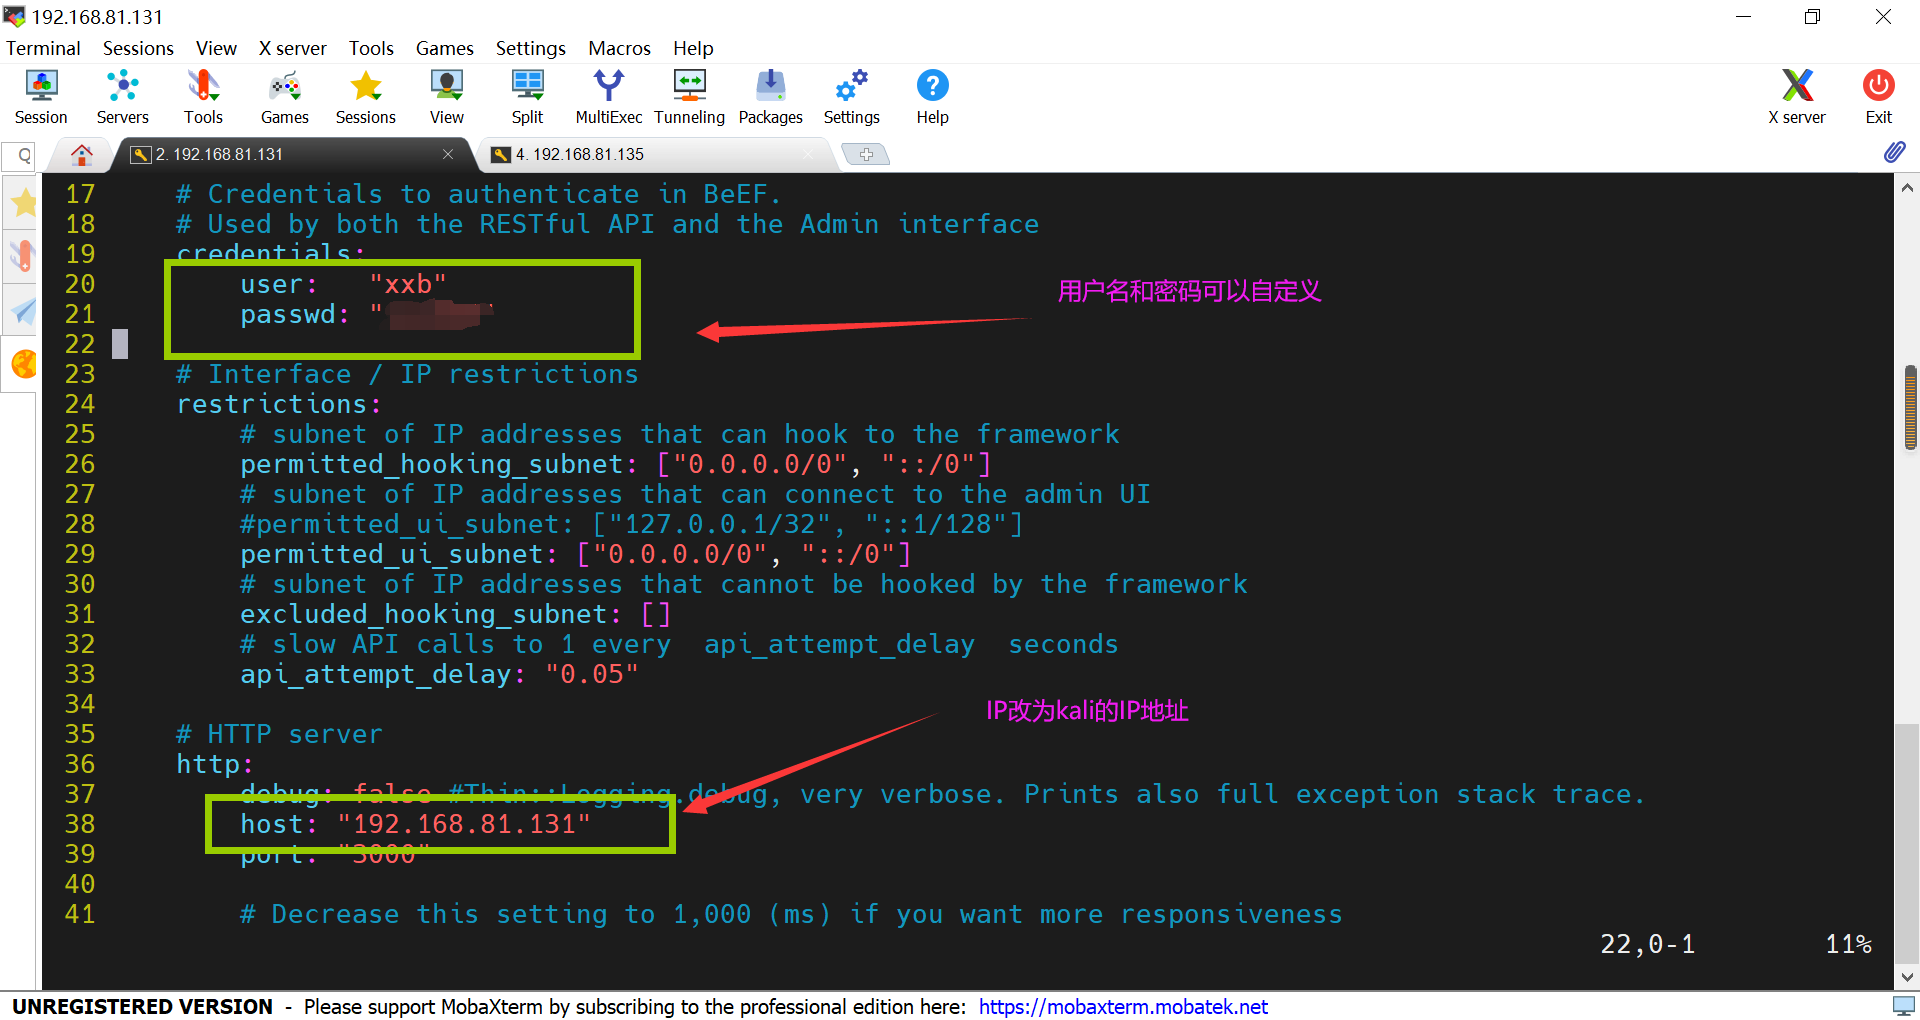 192.168.81.131
Terminal Sessions View X server Tools Games Settings Macros Help
Session Servers Tools Games Sessions View Split MultiExec Tunneling Packages Settings Help X server Exit
2. 192.168.81.131
4. 192.168.81.135
17 # Credentials to authenticate in BeEF.
18 # Used by both the RESTful API and the Admin interface
19 credentials:
20 user: "xxb"
用户名和密码可以自定义
21 passwd: "
22
23 # Interface / IP restrictions
24 restrictions:
25 # subnet of IP addresses that can hook to the framework
26 permitted_hooking_subnet: ["0.0.0.0/0", "::/0"]
27 # subnet of IP addresses that can connect to the admin UI
28 #permitted_ui_subnet: ["127.0.0.1/32", "::1/128"]
29 permitted_ui_subnet: ["0.0.0.0/0", "::/0"]
30 # subnet of IP addresses that cannot be hooked by the framework
31 excluded_hooking_subnet: []
32 # slow API calls to 1 every  api_attempt_delay  seconds
33 api_attempt_delay: "0.05"
34
IP改为kali的IP地址
35 # HTTP server
36 http:
37 debug: false #Thin::Logging.debug, very verbose. Prints also full exception stack trace.
38 host: "192.168.81.131"
39 port: "3000"
40
41 # Decrease this setting to 1,000 (ms) if you want more responsiveness
22,0-1 11%
UNREGISTERED VERSION - Please support MobaXterm by subscribing to the professional edition here: https://mobaxterm.mobatek.net